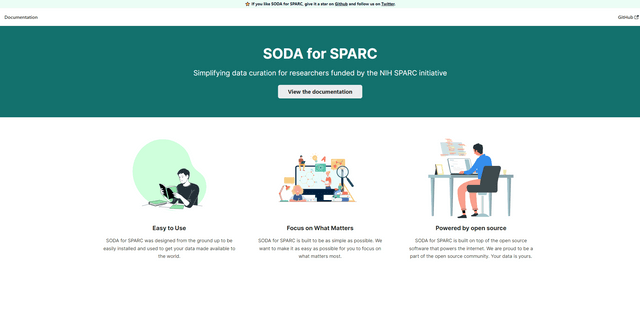 ⭐ If you like SODA for SPARC, give it a star on Github and follow us on Twitter.
Documentation
GitHub
SODA for SPARC
Simplifying data curation for researchers funded by the NIH SPARC initiative
View the documentation
Easy to Use
SODA for SPARC was designed from the ground up to be
easily installed and used to get your data made available to
the world.
Focus on What Matters
SODA for SPARC is built to be as simple as possible. We
want to make it as easy as possible for you to focus on
what matters most.
Powered by open source
SODA for SPARC is built on top of the open source
software that powers the internet. We are proud to be a
part of the open source community. Your data is yours.